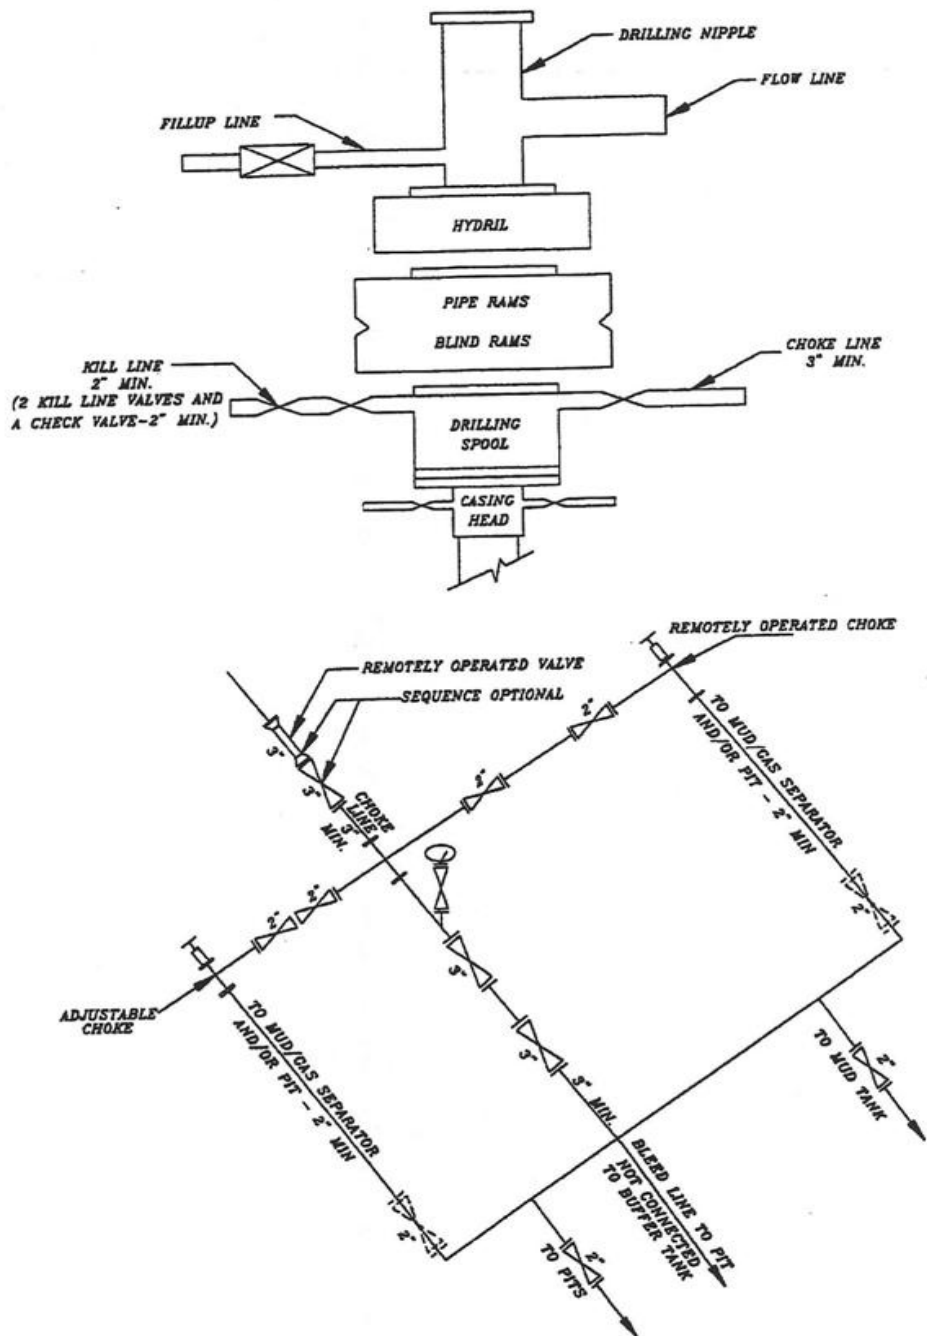 DRILLING NIPPLE
FLOW LINE
FILLUP LINE
HYDRIL
PIPE RAMS
BLIND RAMS
KILL LINE
2" MIN.
(2 KILL LINE VALVES AND
A CHECK VALVE-2" MIN.)
CHOKE LINE
3" MIN.
DRILLING
SPOOL
CASING
HEAD
REMOTELY OPERATED CHOKE
REMOTELY OPERATED VALVE
SEQUENCE OPTIONAL
3"
3"
CHOKE
LINE
3"
MIN.
2"
2"
TO MUD/GAS SEPARATOR
AND/OR PIT - 2" MIN
2"
2"
2"
3"
3"
3" MIN.
ADJUSTABLE
CHOKE
TO MUD/GAS SEPARATOR
AND/OR PIT - 2" MIN
2"
2"
TO MUD TANK
BLEED LINE TO PIT
NOT CONNECTED
TO BUFFER TANK
2"
TO PITS